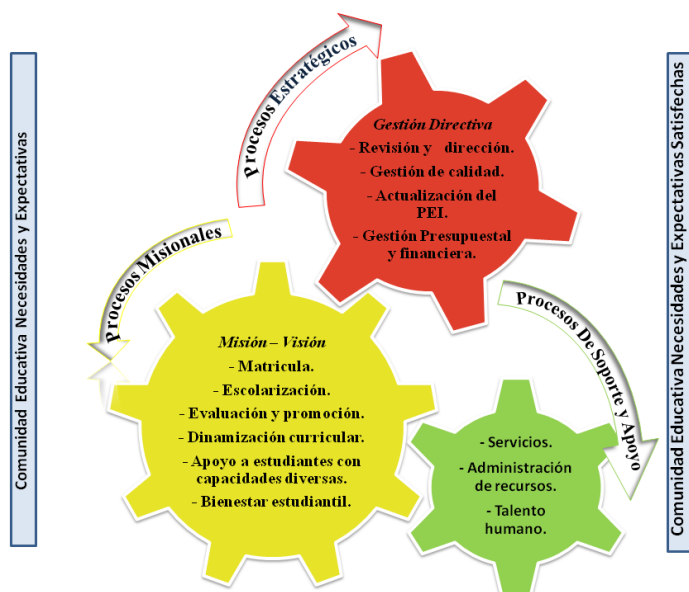 Comunidad Educativa Necesidades y Expectativas
Procesos Estratégicos
Gestión Directiva
- Revisión y dirección.
- Gestión de calidad.
- Actualización del
PEI.
- Gestión Presupuestal
y financiera.
Procesos Misionales
Misión – Visión
- Matricula.
- Escolarización.
- Evaluación y promoción.
- Dinamización curricular.
- Apoyo a estudiantes con
capacidades diversas.
- Bienestar estudiantil.
Procesos De Soporte y Apoyo
- Servicios.
- Administración
de recursos.
- Talento
humano.
Comunidad Educativa Necesidades y Expectativas Satisfechas